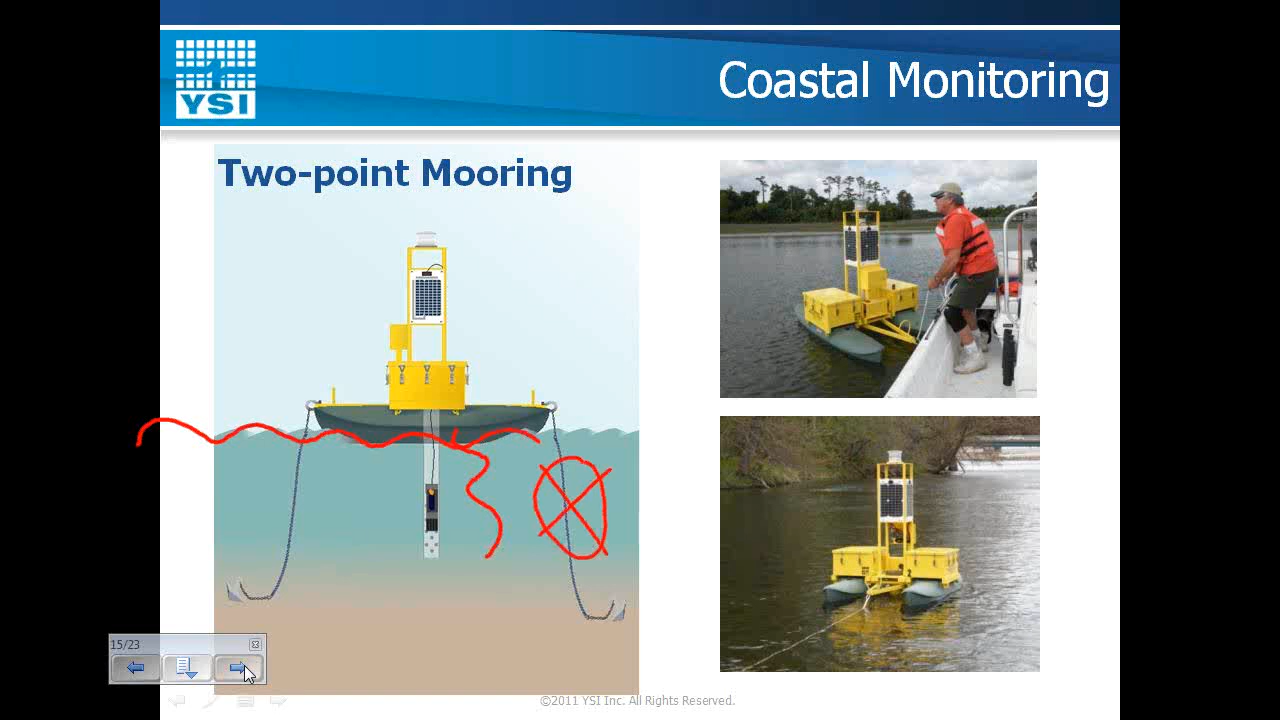 YSI
Coastal Monitoring
Two-point Mooring
15/23
©2011 YSI Inc. All Rights Reserved.